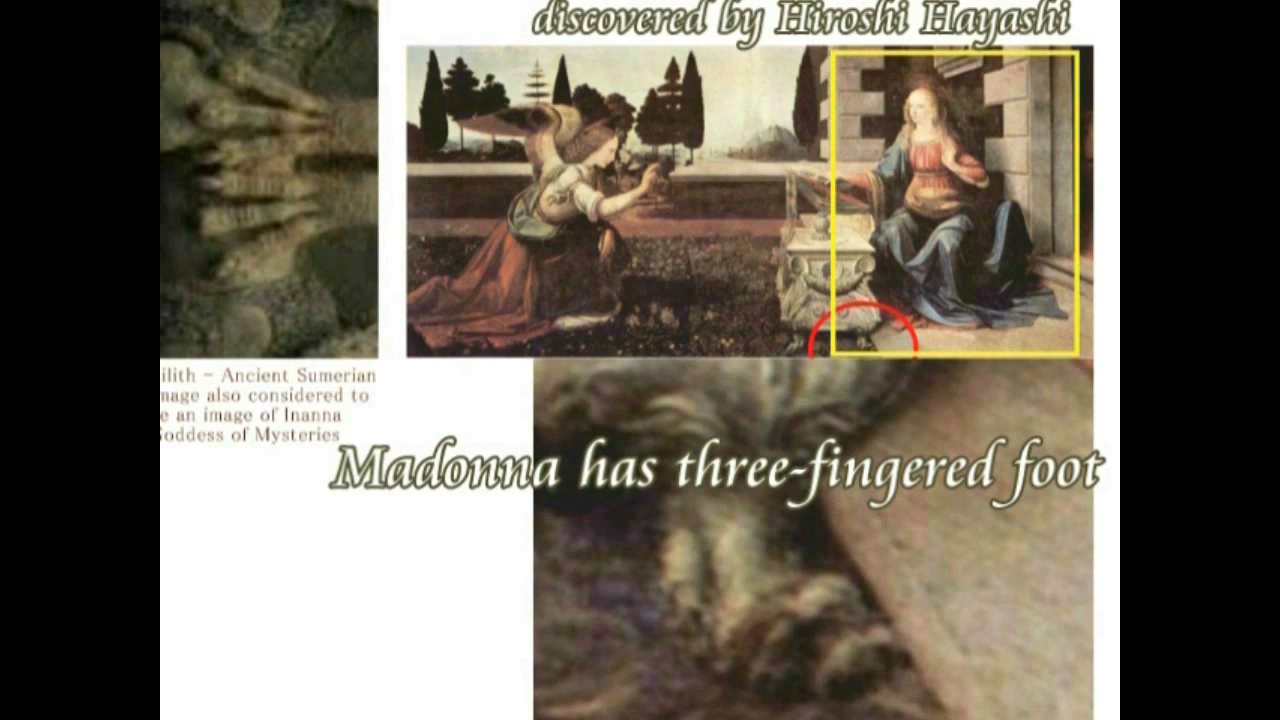 discovered by Hiroshi Hayashi
ilith - Ancient Sumerian
mage also considered to
e an image of Inanna
Goddess of Mysteries
Madonna has three-fingered foot